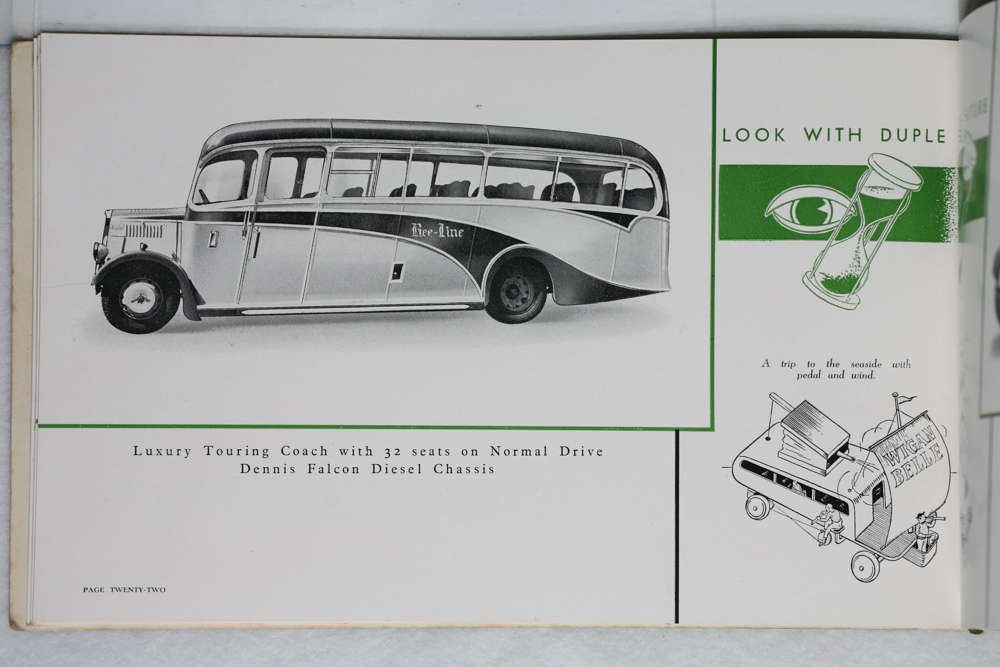 Bee-Line
Luxury Touring Coach with 32 seats on Normal Drive
Dennis Falcon Diesel Chassis
PAGE TWENTY-TWO
LOOK WITH DUPLE
A trip to the seaside with
pedal and wind.
WIGAN
BELLE